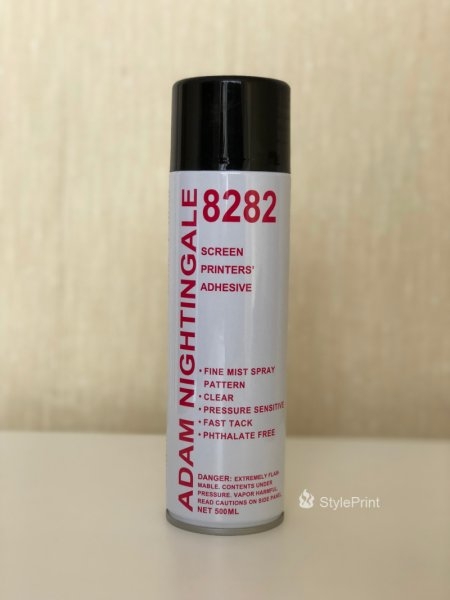 ADAM NIGHTINGALE
8282
SCREEN
PRINTERS'
ADHESIVE
• FINE MIST SPRAY
PATTERN
• CLEAR
• PRESSURE SENSITIVE
• FAST TACK
• PHTHALATE FREE
DANGER: EXTREMELY FLAM-
MABLE. CONTENTS UNDER
PRESSURE. VAPOR HARMFUL.
READ CAUTIONS ON SIDE PANEL.
NET 500ML
StylePrint